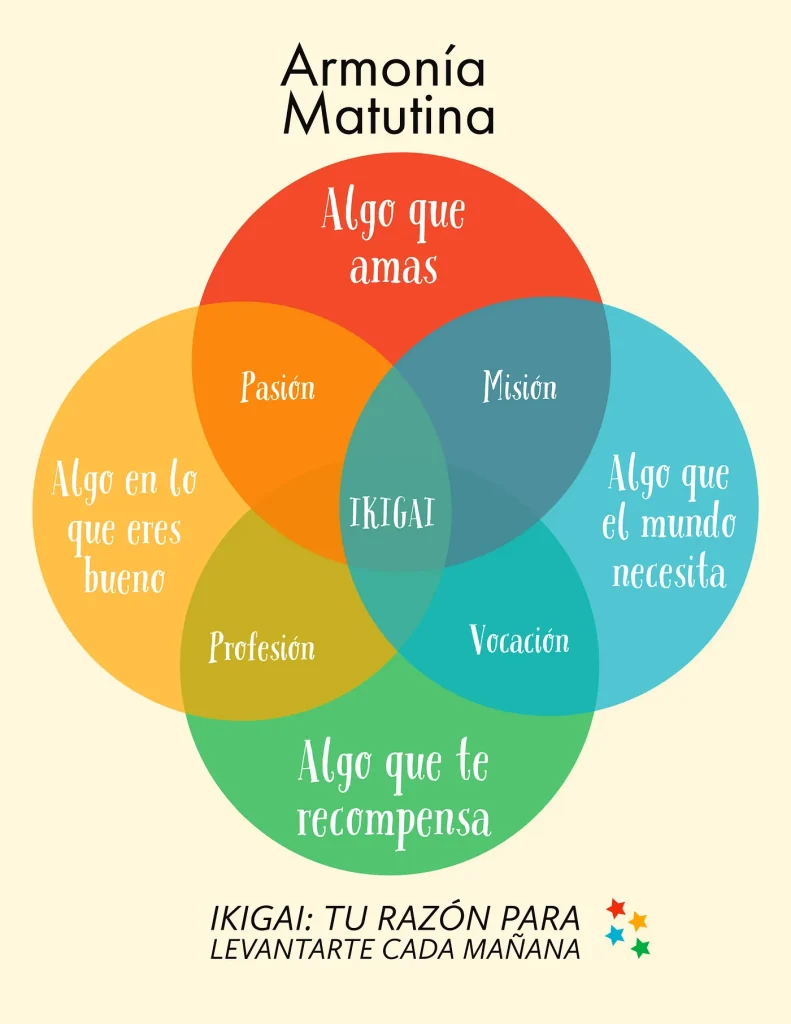 Armonía
Matutina
Algo que
amas
Pasión
Misión
Algo en lo
que eres
bueno
IKIGAI
Algo que
el mundo
necesita
Profesión
Vocación
Algo que te
recompensa
IKIGAI: TU RAZÓN PARA
LEVANTARTE CADA MAÑANA